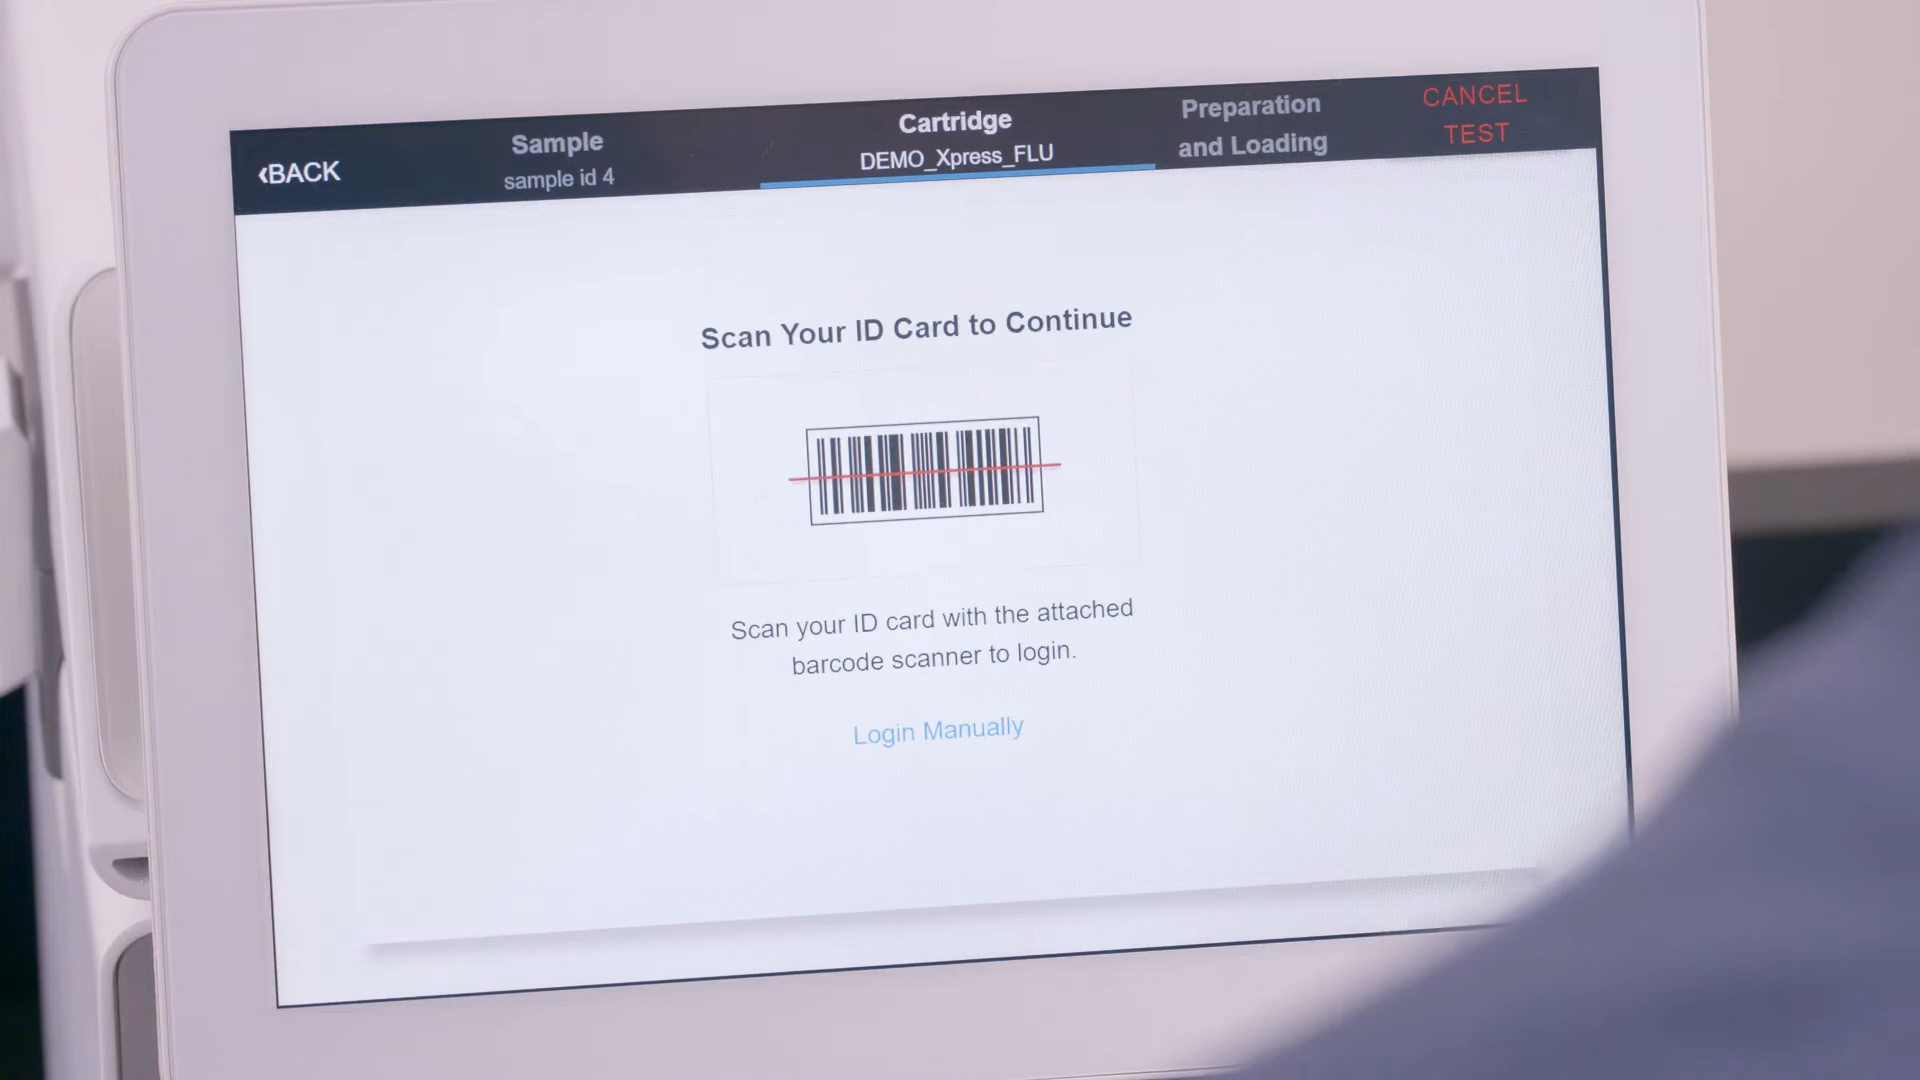 ‹BACK
Sample
sample id 4
Cartridge
DEMO_Xpress_FLU
Preparation
and Loading
CANCEL
TEST
Scan Your ID Card to Continue
Scan your ID card with the attached
barcode scanner to login.
Login Manually